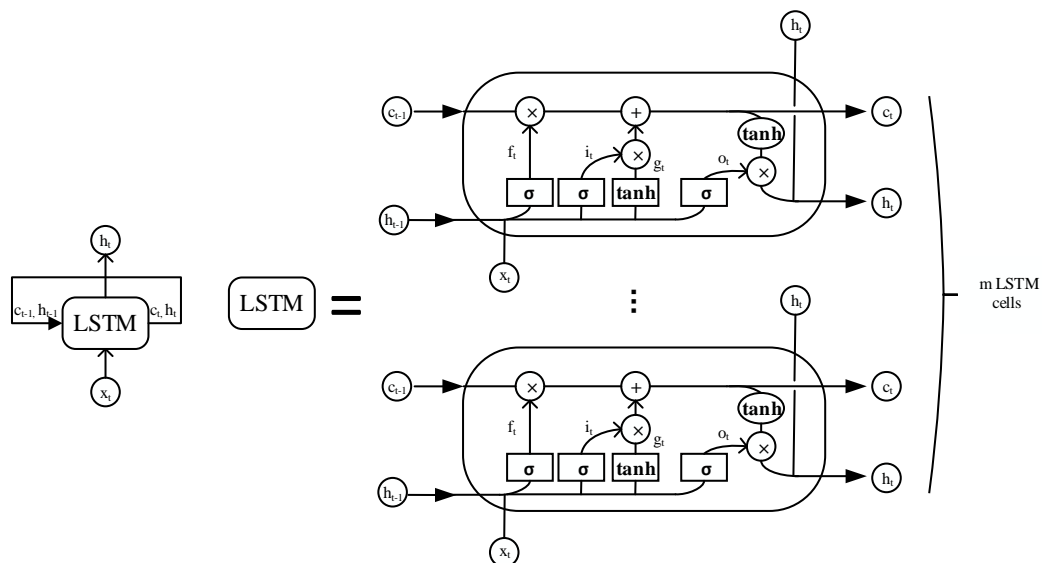 h_t
c_{t-1}
×
+
c_t
tanh
f_t
i_t
×
g_t
o_t
×
σ
σ
tanh
σ
h_{t-1}
h_t
x_t
h_t
c_{t-1}, h_{t-1}
LSTM
c_t, h_t
x_t
LSTM
=
⋮
m LSTM
cells
h_t
c_{t-1}
×
+
c_t
tanh
f_t
i_t
×
g_t
o_t
×
σ
σ
tanh
σ
h_{t-1}
h_t
x_t